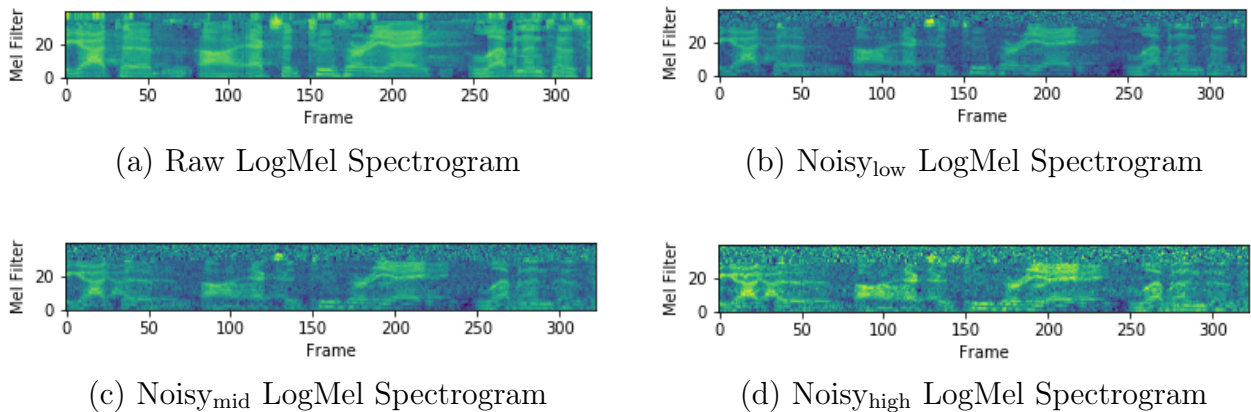 Mel Filter
20
0
0 50 100 150 200 250 300
Frame
(a) Raw LogMel Spectrogram
Mel Filter
20
0
0 50 100 150 200 250 300
Frame
(b) Noisy_low LogMel Spectrogram
Mel Filter
20
0
0 50 100 150 200 250 300
Frame
(c) Noisy_mid LogMel Spectrogram
Mel Filter
20
0
0 50 100 150 200 250 300
Frame
(d) Noisy_high LogMel Spectrogram